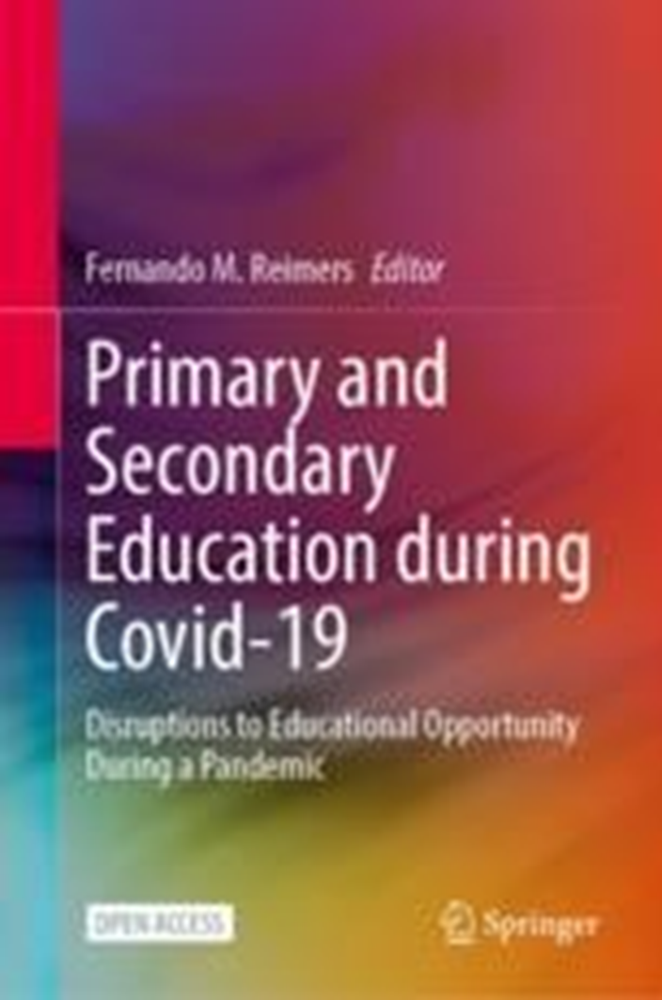 Fernando M. Reimers Editor
Primary and
Secondary
Education during
Covid-19
Disruptions to Educational Opportunity
During a Pandemic
OPEN ACCESS
Springer